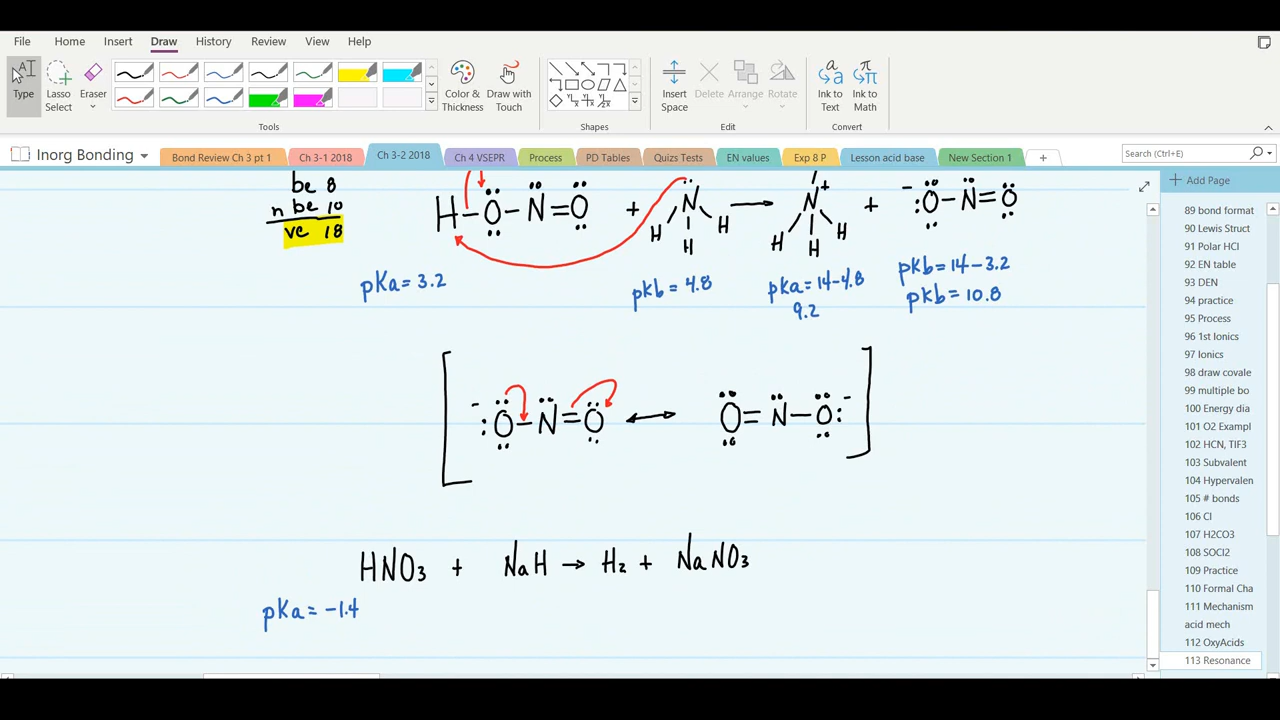 File Home Insert Draw History Review View Help
Type Lasso Select Eraser Color & Thickness Draw with Touch Insert Space Delete Arrange Rotate Ink to Text Ink to Math
Tools Shapes Edit Convert
Inorg Bonding Bond Review Ch 3 pt 1 Ch 3-1 2018 Ch 3-2 2018 Ch 4 VSEPR Process PD Tables Quizs Tests EN values Exp 8 P Lesson acid base New Section 1 Search (Ctrl+E)
Add Page
89 bond format
90 Lewis Struct
91 Polar HCl
92 EN table
93 DEN
94 practice
95 Process
96 1st Ionics
97 Ionics
98 draw covale
99 multiple bo
100 Energy dia
101 O2 Exampl
102 HCN, TIF3
103 Subvalent
104 Hypervalen
105 # bonds
106 CI
107 H2CO3
108 SOCl2
109 Practice
110 Formal Cha
111 Mechanism
acid mech
112 OxyAcids
113 Resonance
be 8
n be 10
ve 18
H–O–N=O + N H H H → N⁺ H H H + ⁻:O–N=O
pKa = 3.2 pKb = 4.8 pKa = 14-4.8 pKb = 14-3.2
9.2 pKb = 10.8
[ ⁻:O–N=O ↔ O=N–O:⁻ ]
HNO3 + NaH → H2 + NaNO3
pKa = -1.4